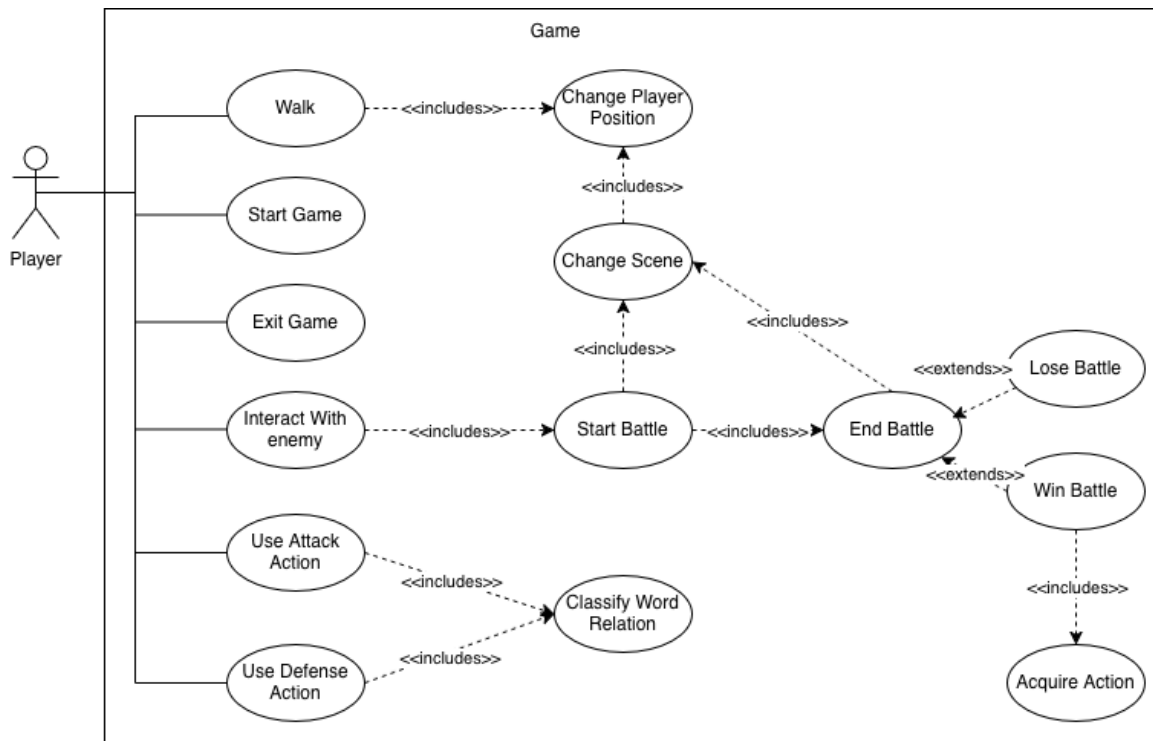 Game
Walk
<<includes>>
Change Player
Position
<<includes>>
Player
Start Game
Change Scene
Exit Game
<<includes>>
<<includes>>
<<extends>>
Lose Battle
Interact With
enemy
<<includes>>
Start Battle
<<includes>>
End Battle
<<extends>>
Win Battle
Use Attack
Action
<<includes>>
Classify Word
Relation
<<includes>>
<<includes>>
Use Defense
Action
Acquire Action